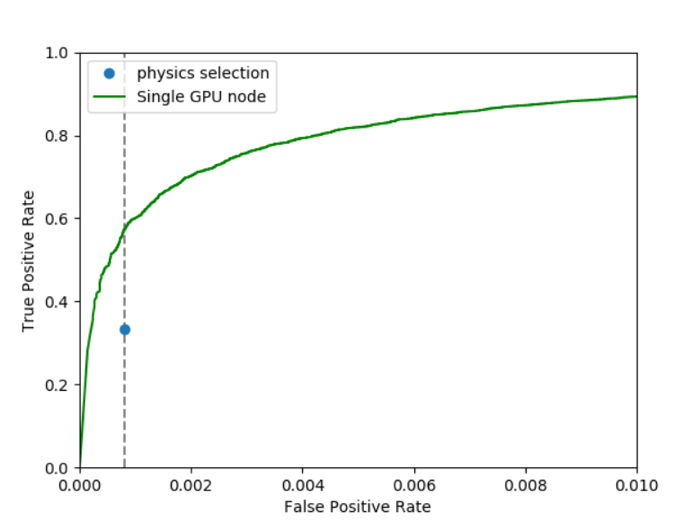 1.0
physics selection
Single GPU node
0.8
0.6
0.4
0.2
0.0
True Positive Rate
0.000 0.002 0.004 0.006 0.008 0.010
False Positive Rate